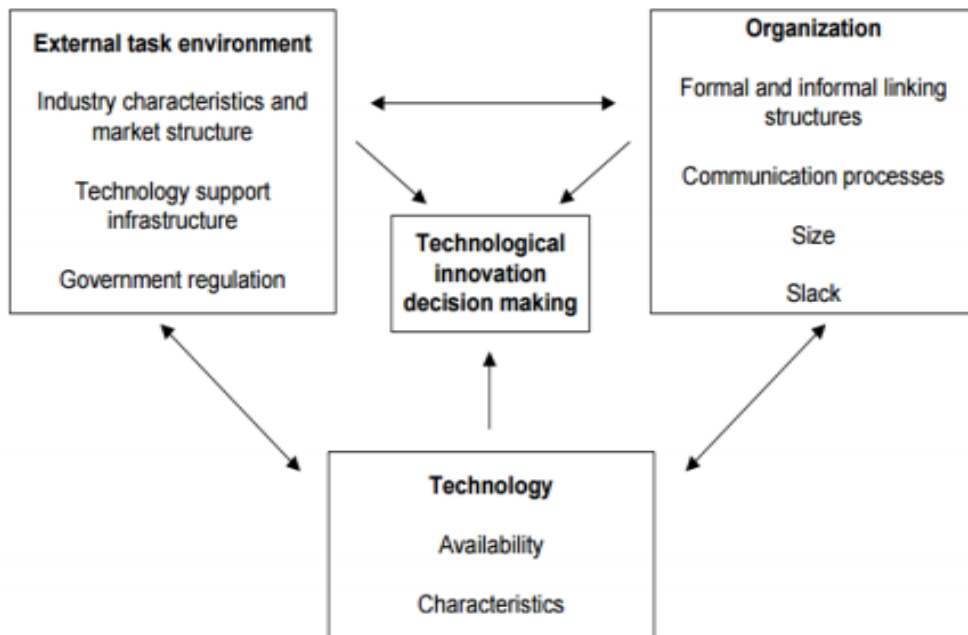 External task environment
Industry characteristics and
market structure
Technology support
infrastructure
Government regulation
Organization
Formal and informal linking
structures
Communication processes
Size
Slack
Technological
innovation
decision making
Technology
Availability
Characteristics